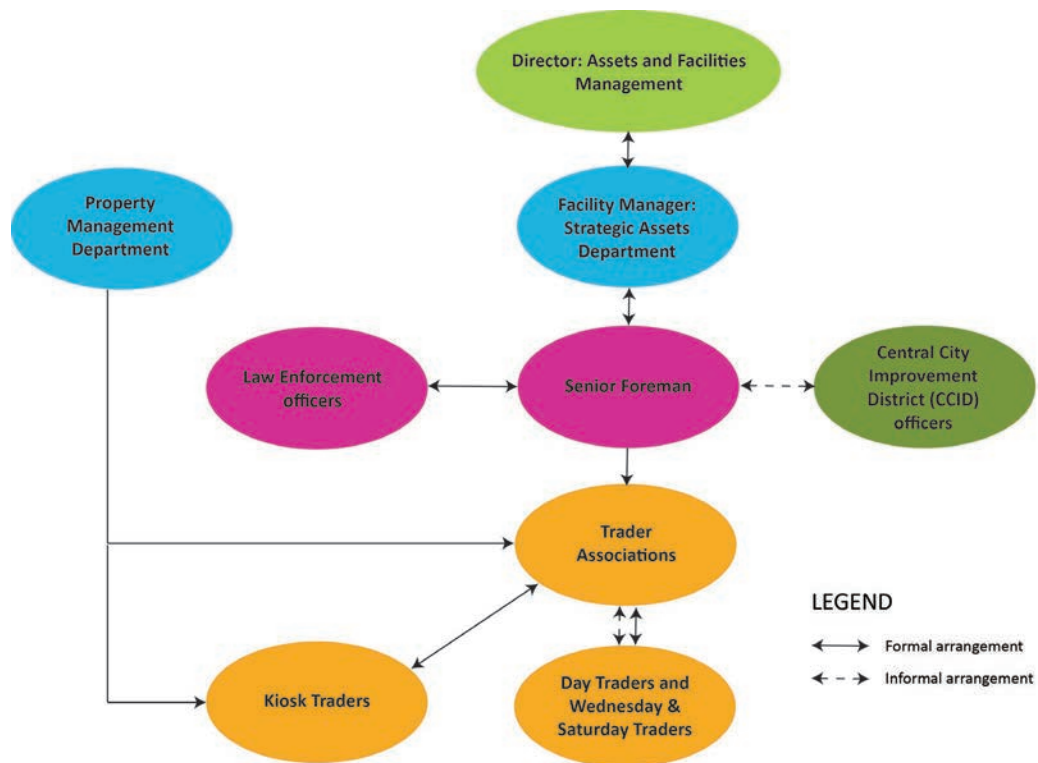 Director: Assets and Facilities
Management
Property
Management
Department
Facility Manager:
Strategic Assets
Department
Law Enforcement
officers
Senior Foreman
Central City
Improvement
District (CCID)
officers
Trader
Associations
Kiosk Traders
Day Traders and
Wednesday &
Saturday Traders
LEGEND
Formal arrangement
Informal arrangement